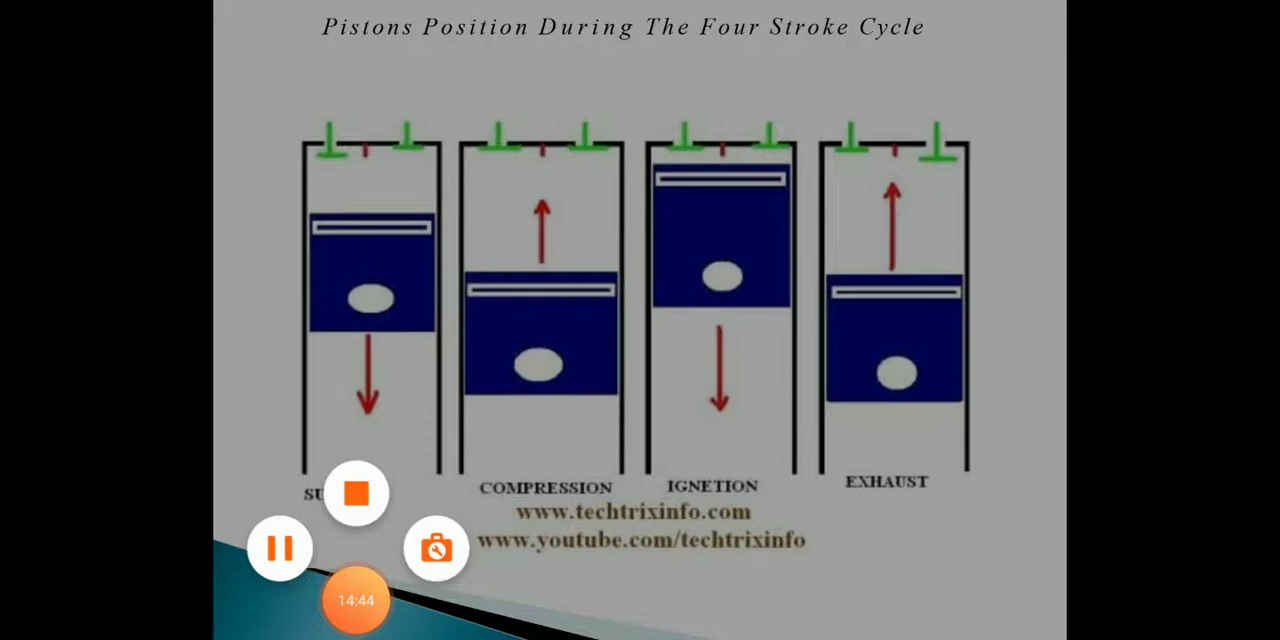 Pistons Position During The Four Stroke Cycle
COMPRESSION
IGNETION
EXHAUST
www.techtrixinfo.com
www.youtube.com/techtrixinfo
14:44